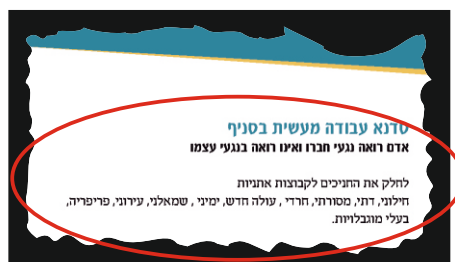 סדנא עבודה מעשית בסניף
אדם רואה נגעי חברו ואינו רואה בנגעי עצמו
לחלק את החניכים לקבוצות אתניות
חילוני, דתי, מסורתי, חרדי , עולה חדש, ימיני , שמאלני, עירוני, פריפריה,
בעלי מוגבלויות.